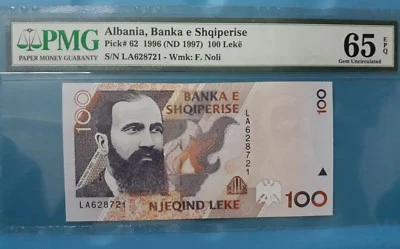 PMG
PAPER MONEY GUARANTY
Albania, Banka e Shqiperise
Pick# 62 1996 (ND 1997) 100 Lekë
S/N LA628721 - Wmk: F. Noli
65 EPQ
Gem Uncirculated
100
BANKA E
SHQIPERISE
100
LA628721
LA628721
NJEQIND LEKE
100